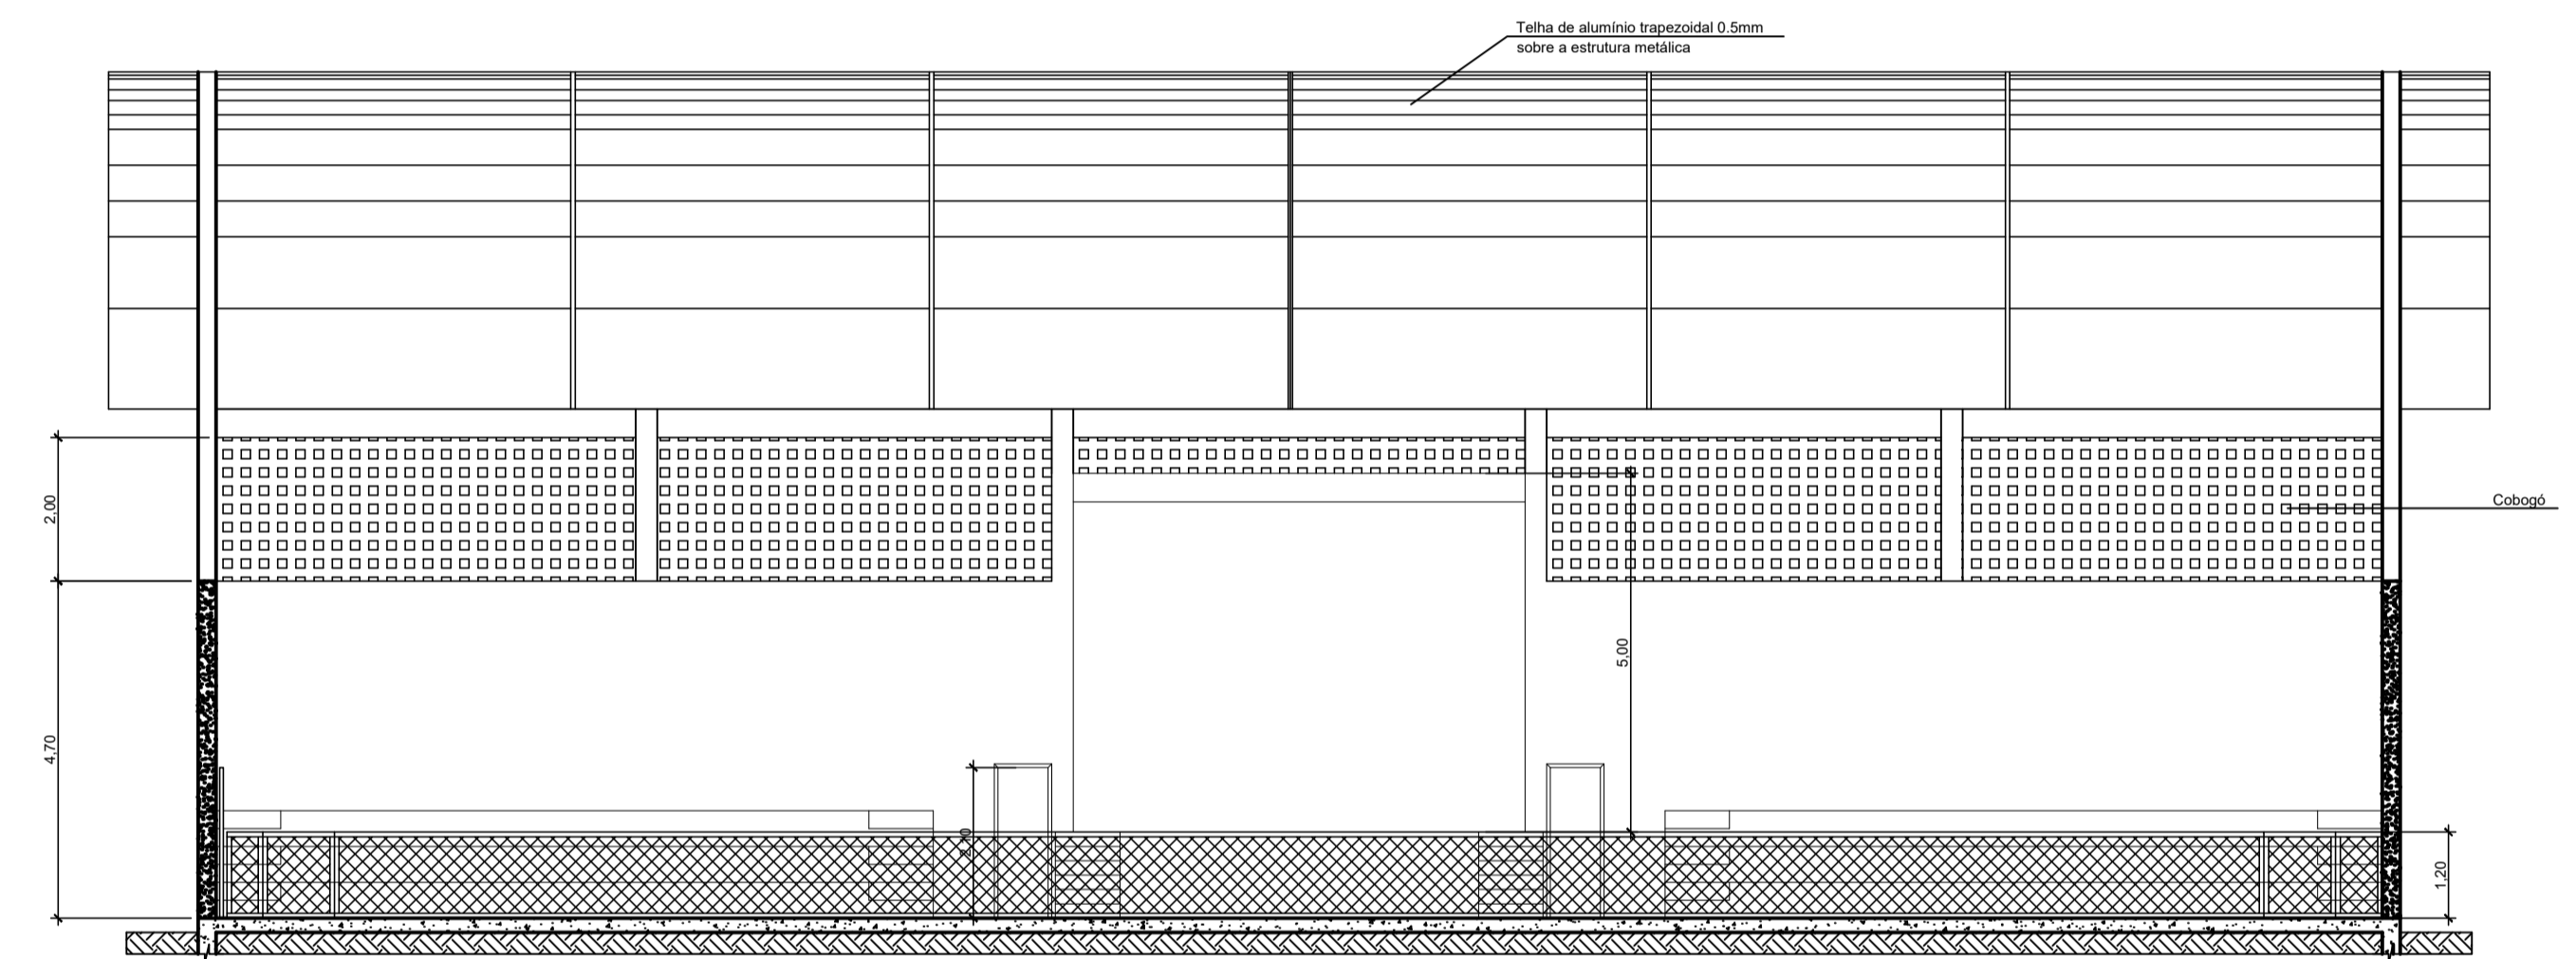 Telha de alumínio trapezoidal 0.5mm
sobre a estrutura metálica
2,00
Cobogó
5,00
4,70
2,10
1,20